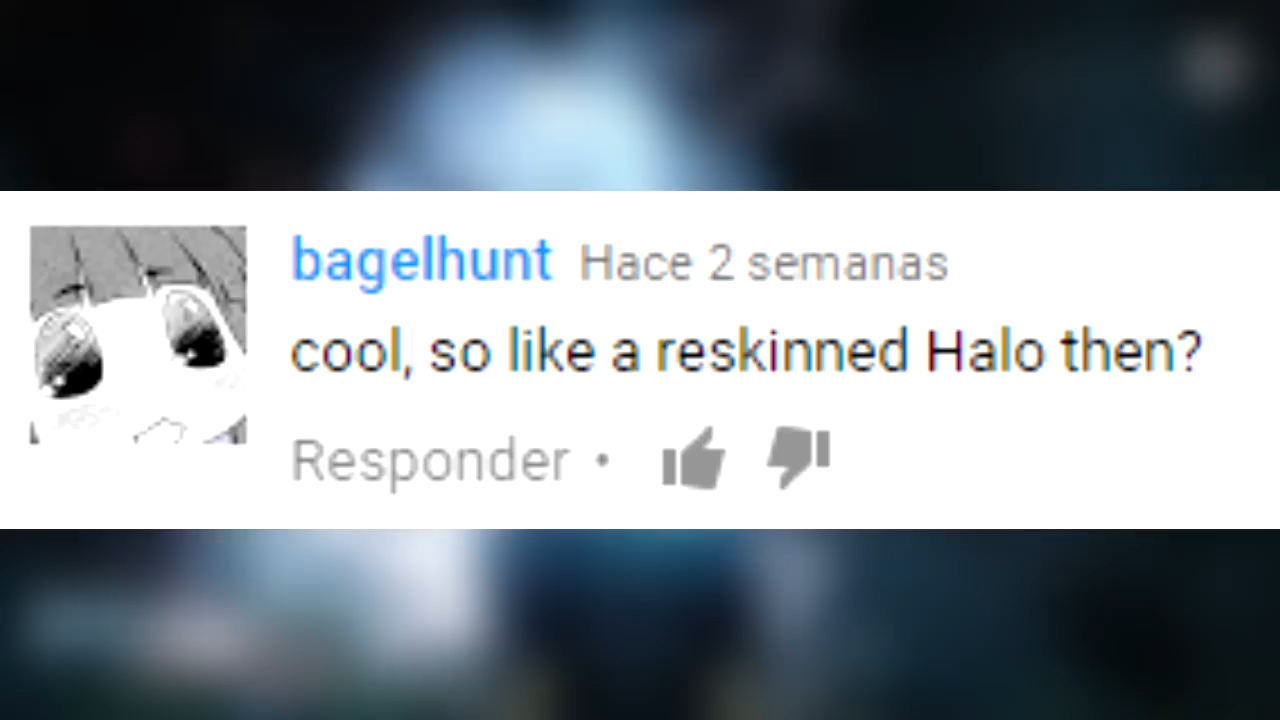 bagelhunt Hace 2 semanas
cool, so like a reskinned Halo then?
Responder •